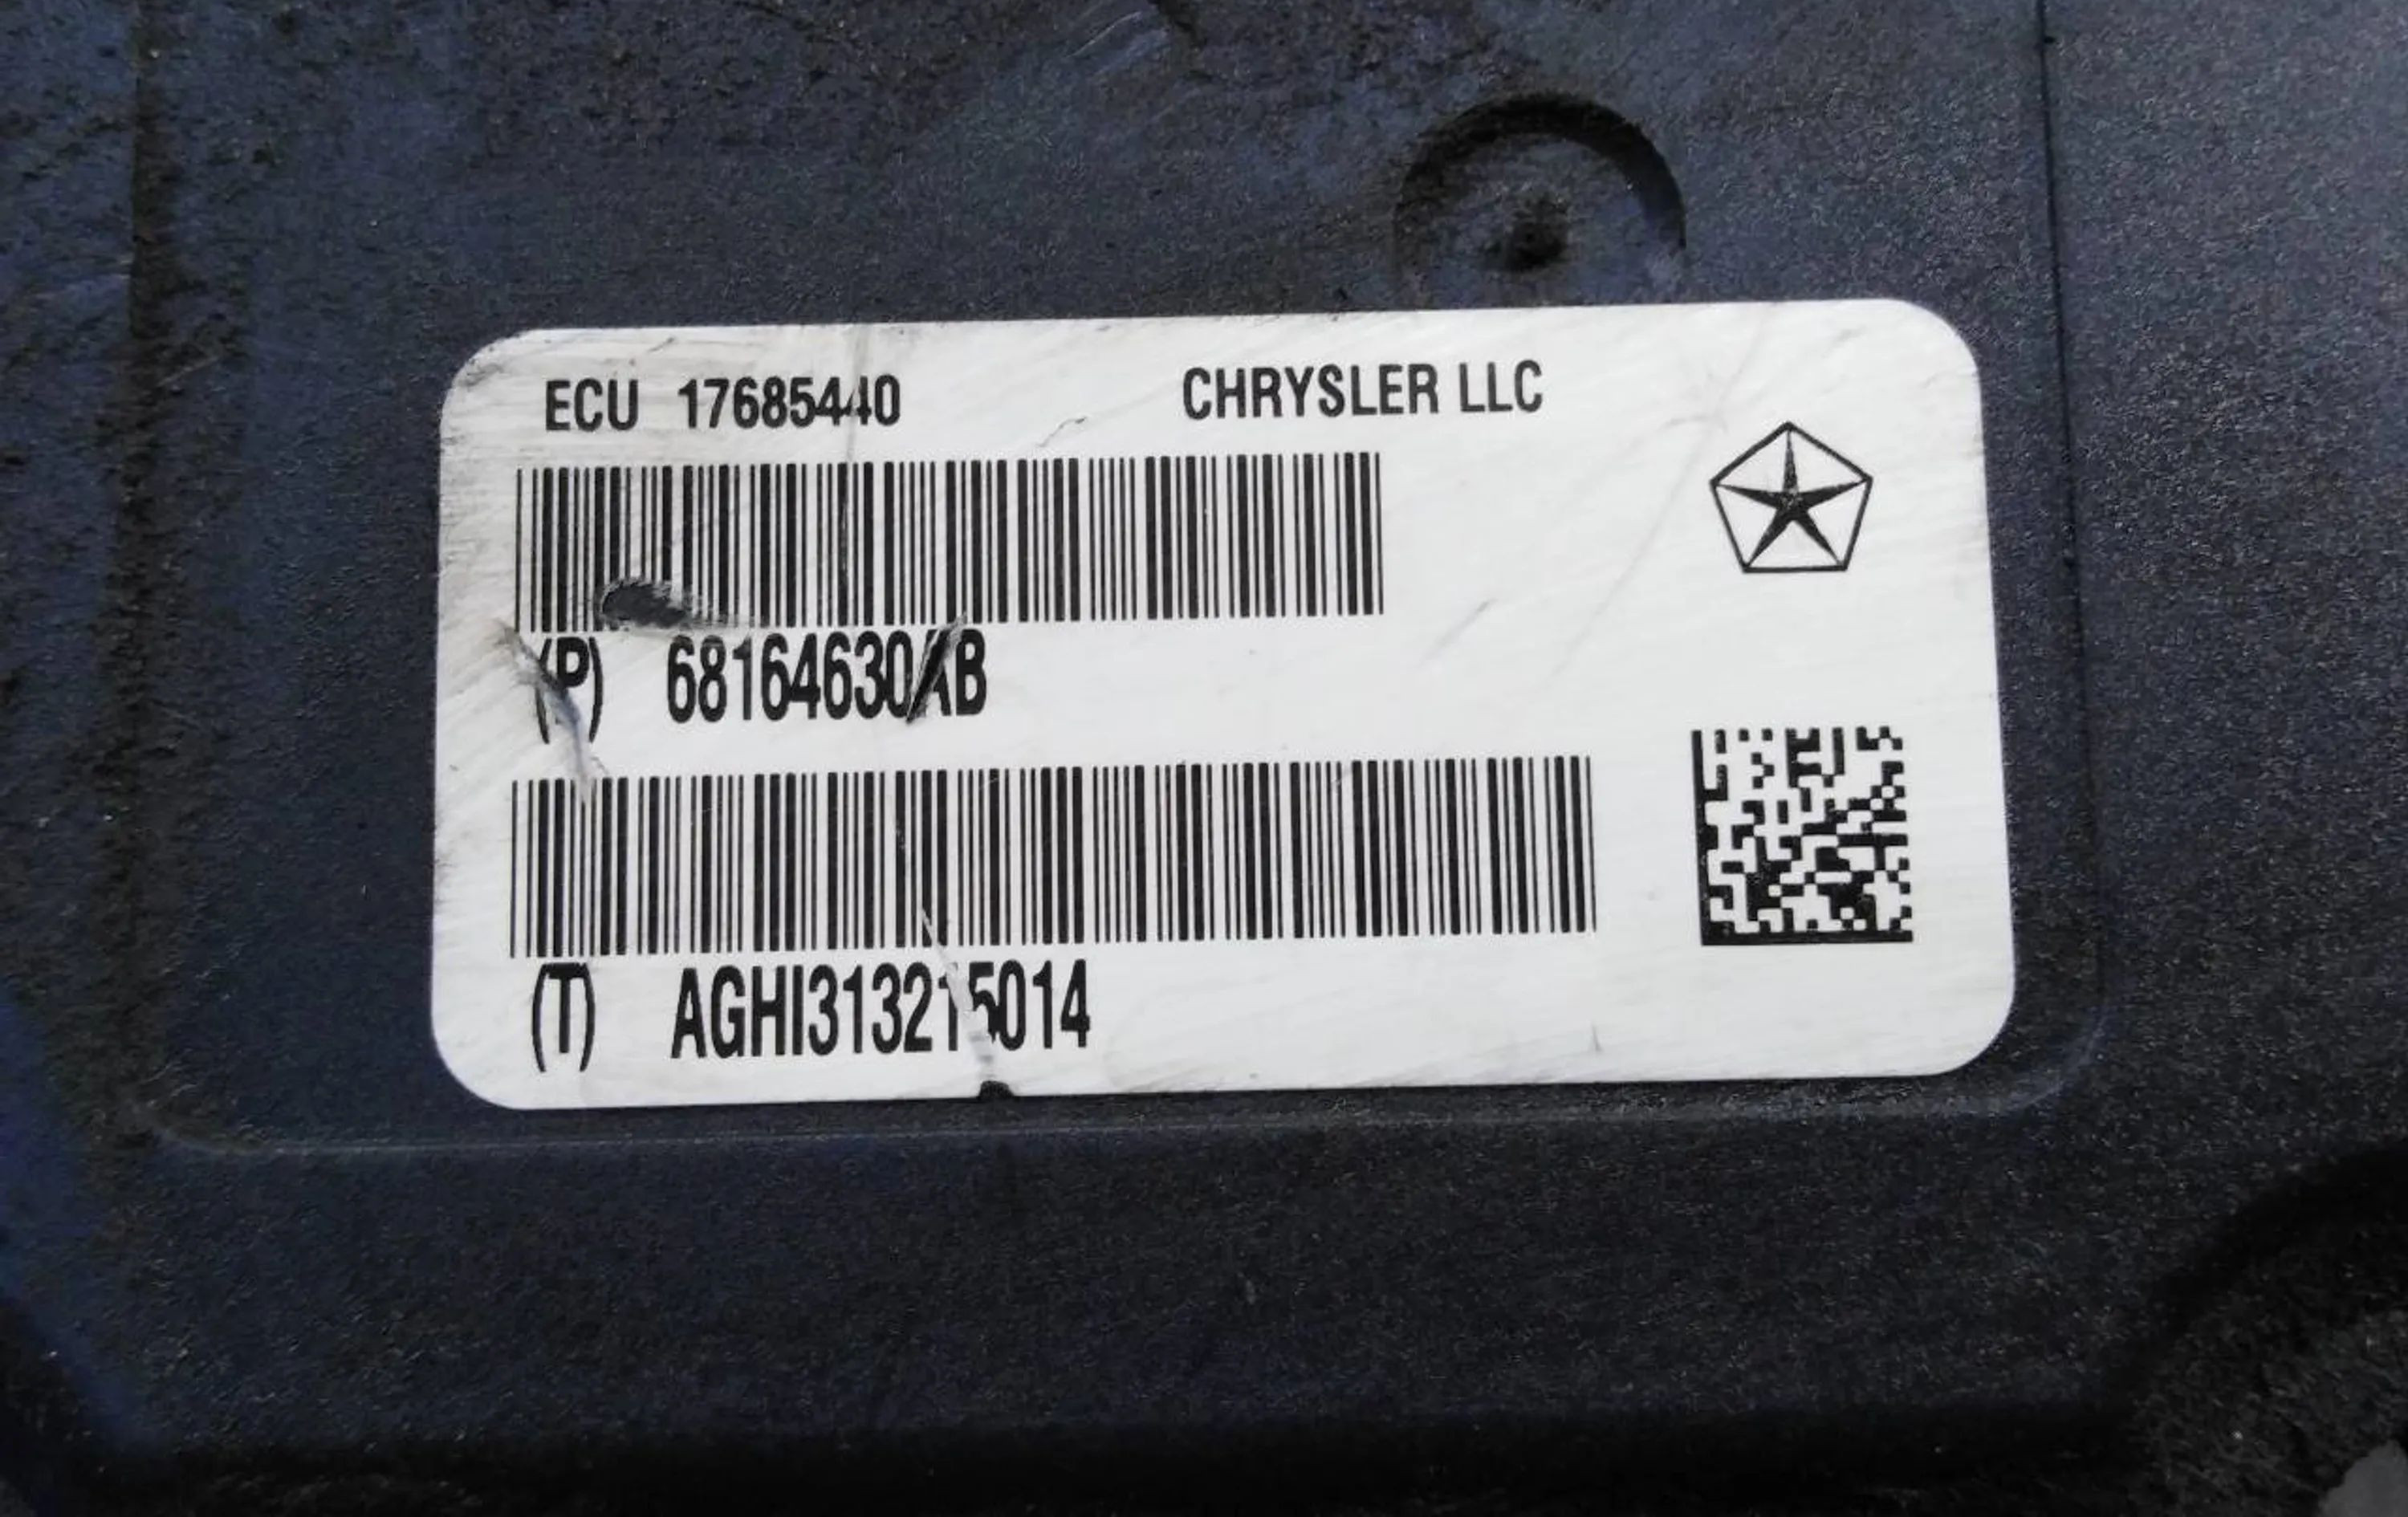 ECU 17685440 CHRYSLER LLC
(P) 68164630AB
(T) AGHI313215014